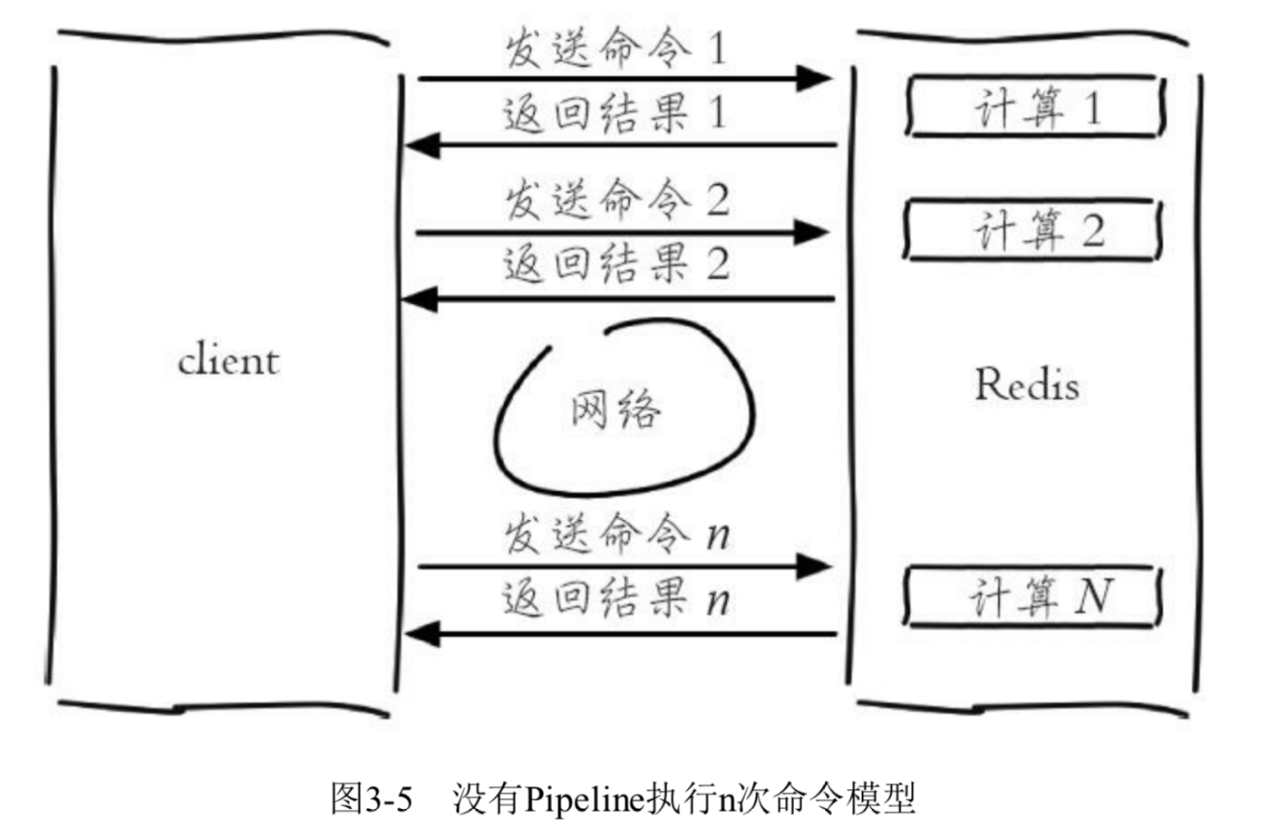 发送命令 1
返回结果 1
计算 1
发送命令 2
返回结果 2
计算 2
client
网络
Redis
发送命令 n
返回结果 n
计算 N
图3-5 没有Pipeline执行n次命令模型